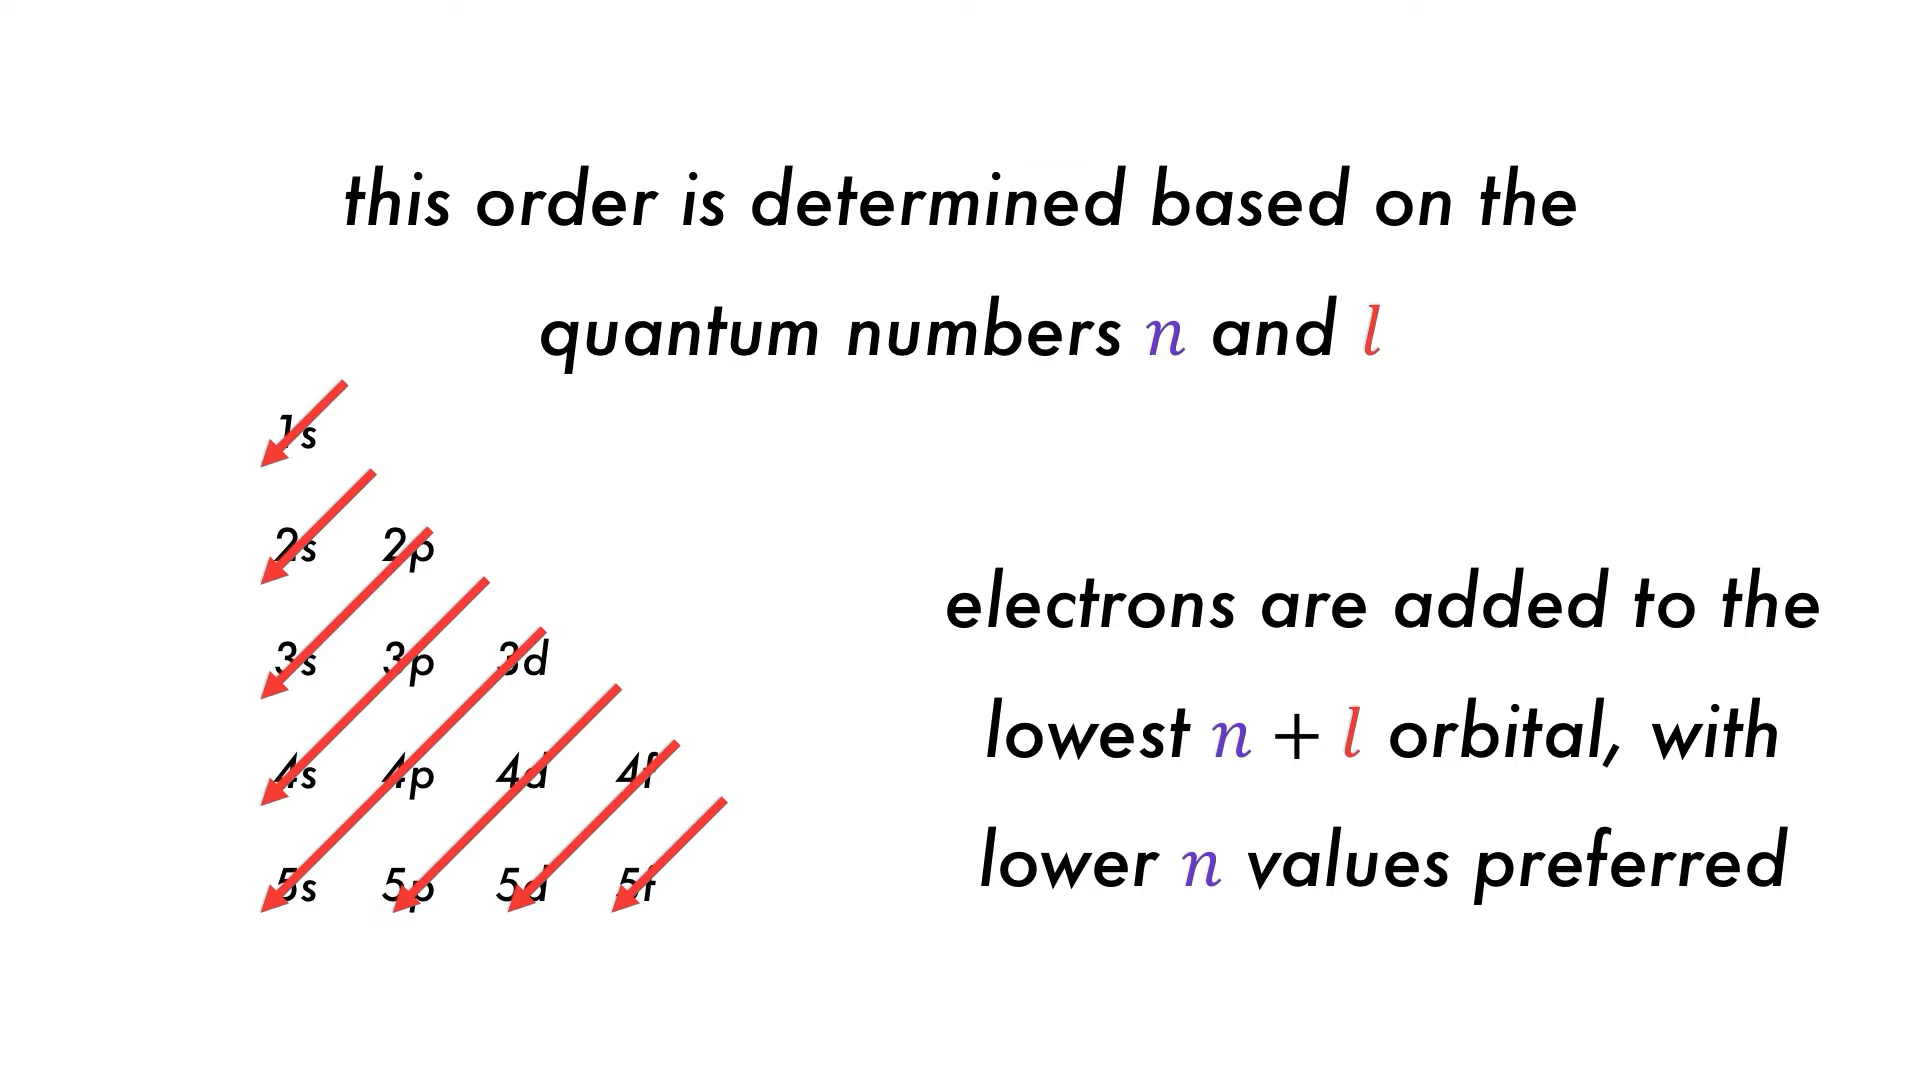 this order is determined based on the
quantum numbers n and l
1s
2s 2p
3s 3p 3d
4s 4p 4d 4f
5s 5p 5d 5f
electrons are added to the
lowest n + l orbital, with
lower n values preferred